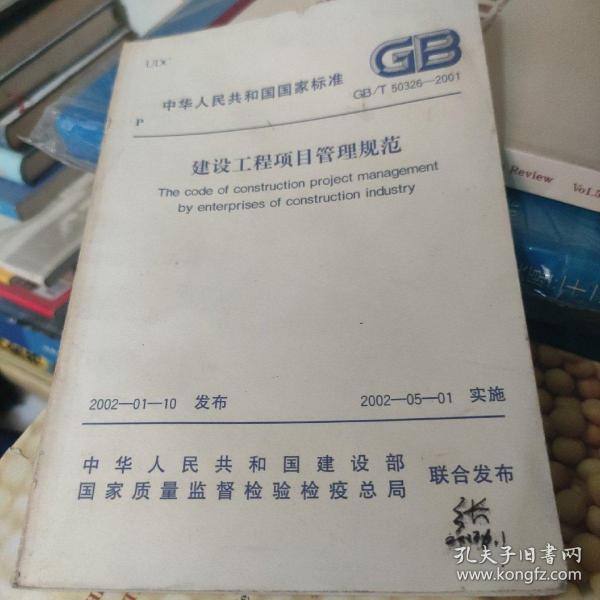 UDC
GB
中华人民共和国国家标准
P
GB/T 50326—2001
建设工程项目管理规范
The code of construction project management
by enterprises of construction industry
2002—01—10 发布
2002—05—01 实施
中华人民共和国建设部
国家质量监督检验检疫总局
联合发布
Review Vol.5
孔夫子旧书网
www.kongfz.com